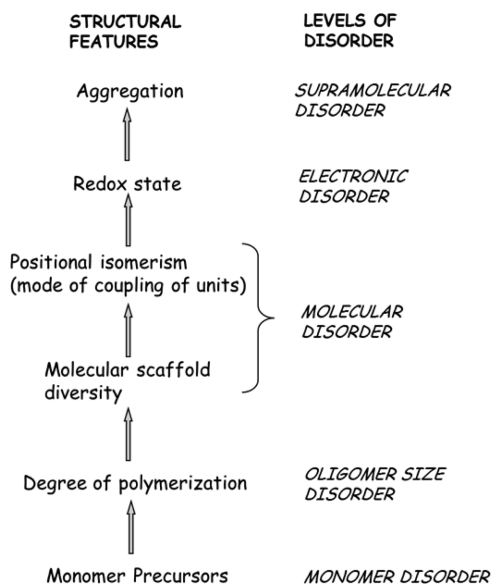 STRUCTURAL
FEATURES
LEVELS OF
DISORDER
Aggregation
SUPRAMOLECULAR
DISORDER
Redox state
ELECTRONIC
DISORDER
Positional isomerism
(mode of coupling of units)
MOLECULAR
DISORDER
Molecular scaffold
diversity
Degree of polymerization
OLIGOMER SIZE
DISORDER
Monomer Precursors
MONOMER DISORDER